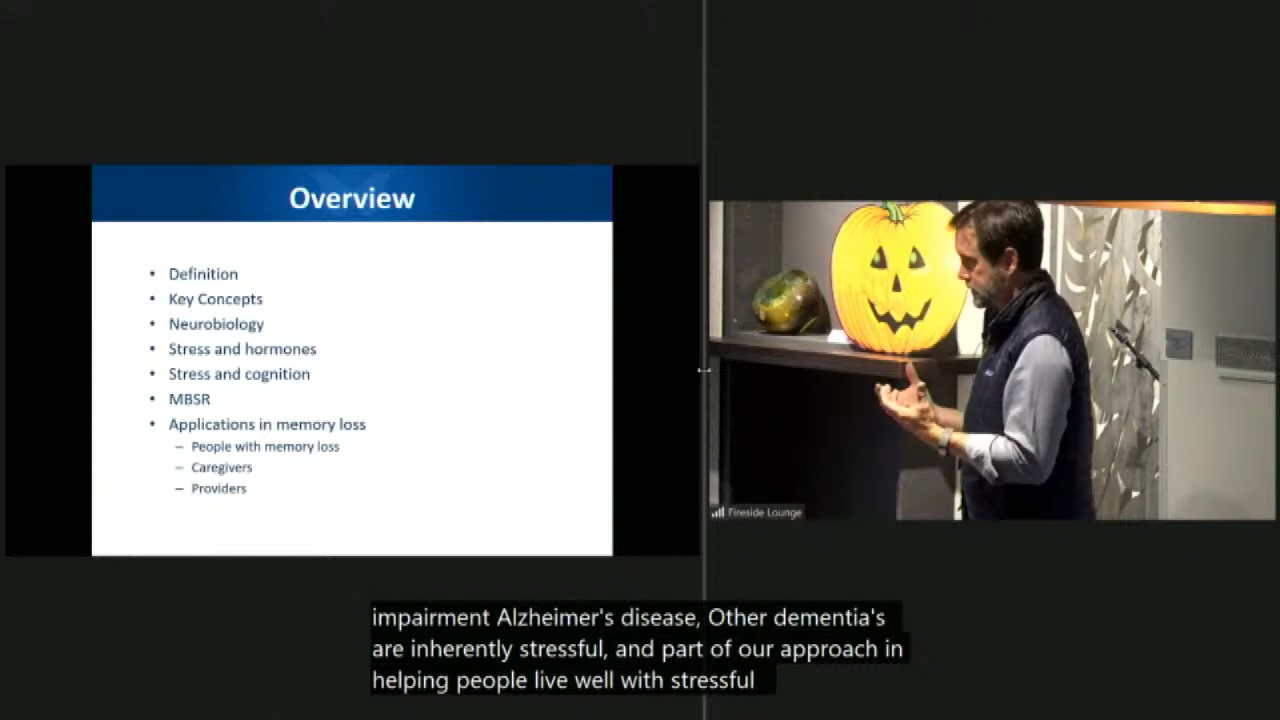 Overview
• Definition
• Key Concepts
• Neurobiology
• Stress and hormones
• Stress and cognition
• MBSR
• Applications in memory loss
– People with memory loss
– Caregivers
– Providers
Fireside Lounge
impairment Alzheimer's disease, Other dementia's
are inherently stressful, and part of our approach in
helping people live well with stressful